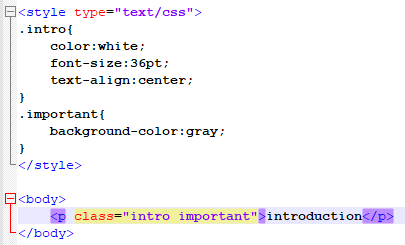 <style type="text/css">
.intro{
color:white;
font-size:36pt;
text-align:center;
}
.important{
background-color:gray;
}
</style>
<body>
<p class="intro important">introduction</p>
</body>